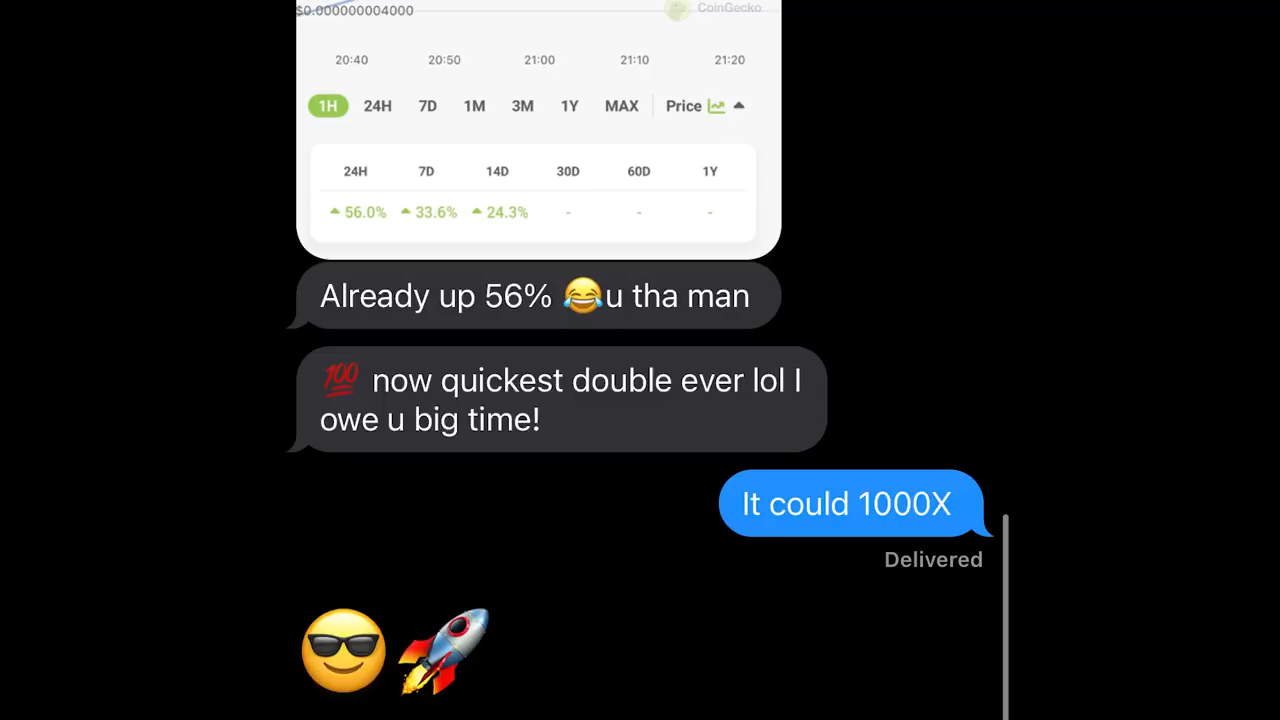 $0.000000004000
CoinGecko
20:40 20:50 21:00 21:10 21:20
1H 24H 7D 1M 3M 1Y MAX Price
24H 7D 14D 30D 60D 1Y
56.0% 33.6% 24.3% - - -
Already up 56% 😂u tha man
💯 now quickest double ever lol I
owe u big time!
It could 1000X
Delivered